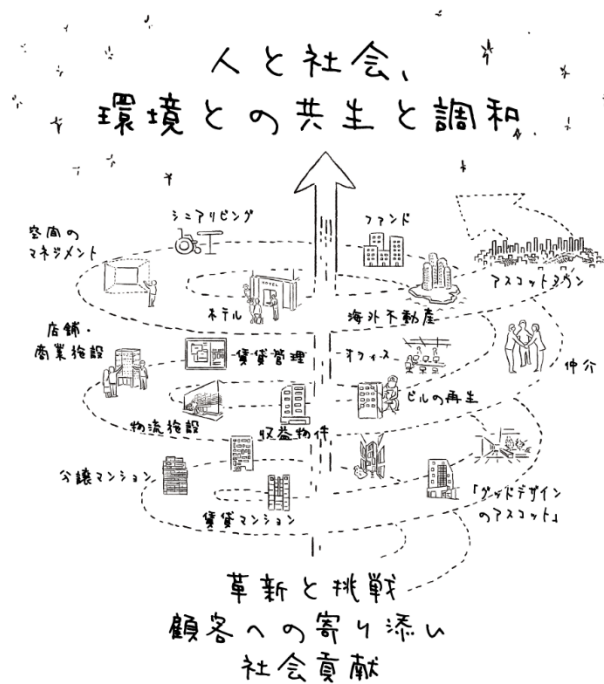 人と社会、
環境との共生と調和。
シニアリビング
ファンド
空間の
マネジメント
アスコットタウン
ホテル
海外不動産
店舗・
商業施設
賃貸管理
オフィス
仲介
ビルの再生
物流施設
収益物件
分譲マンション
「グッドデザイン
のアスコット」
賃貸マンション
革新と挑戦
顧客への寄り添い
社会貢献